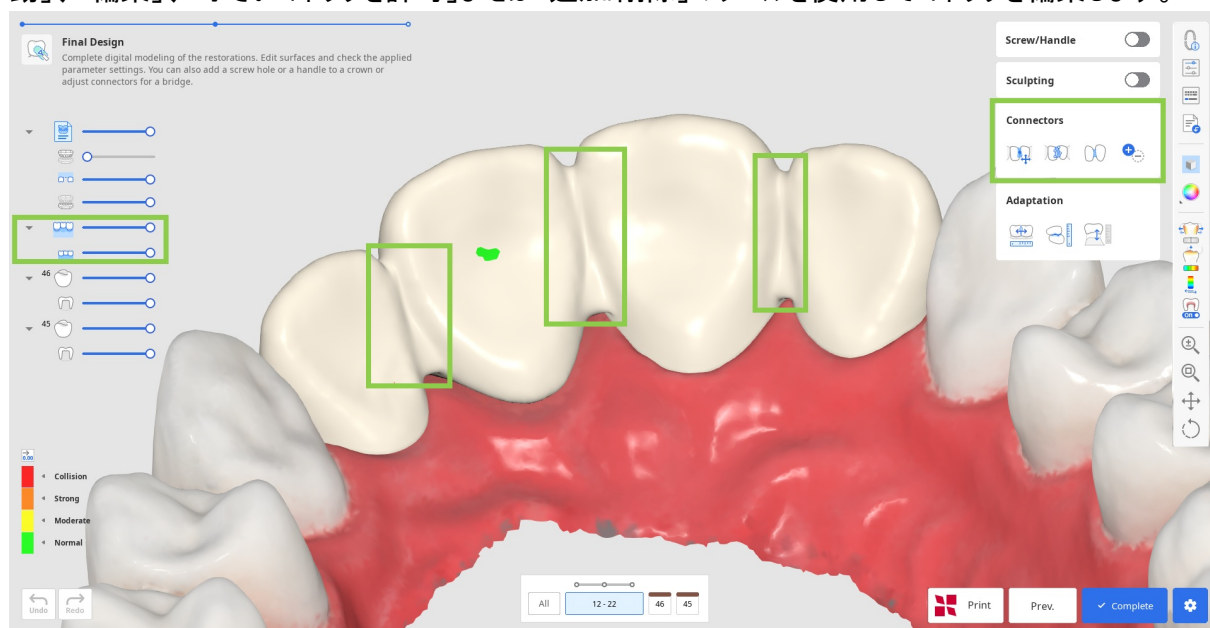 Final Design
Complete digital modeling of the restorations. Edit surfaces and check the applied
parameter settings. You can also add a screw hole or a handle to a crown or
adjust connectors for a bridge.
Screw/Handle
Sculpting
Connectors
Adaptation
46
45
0.00
Collision
Strong
Moderate
Normal
Undo
Redo
All
12 - 22
46
45
Print
Prev.
Complete